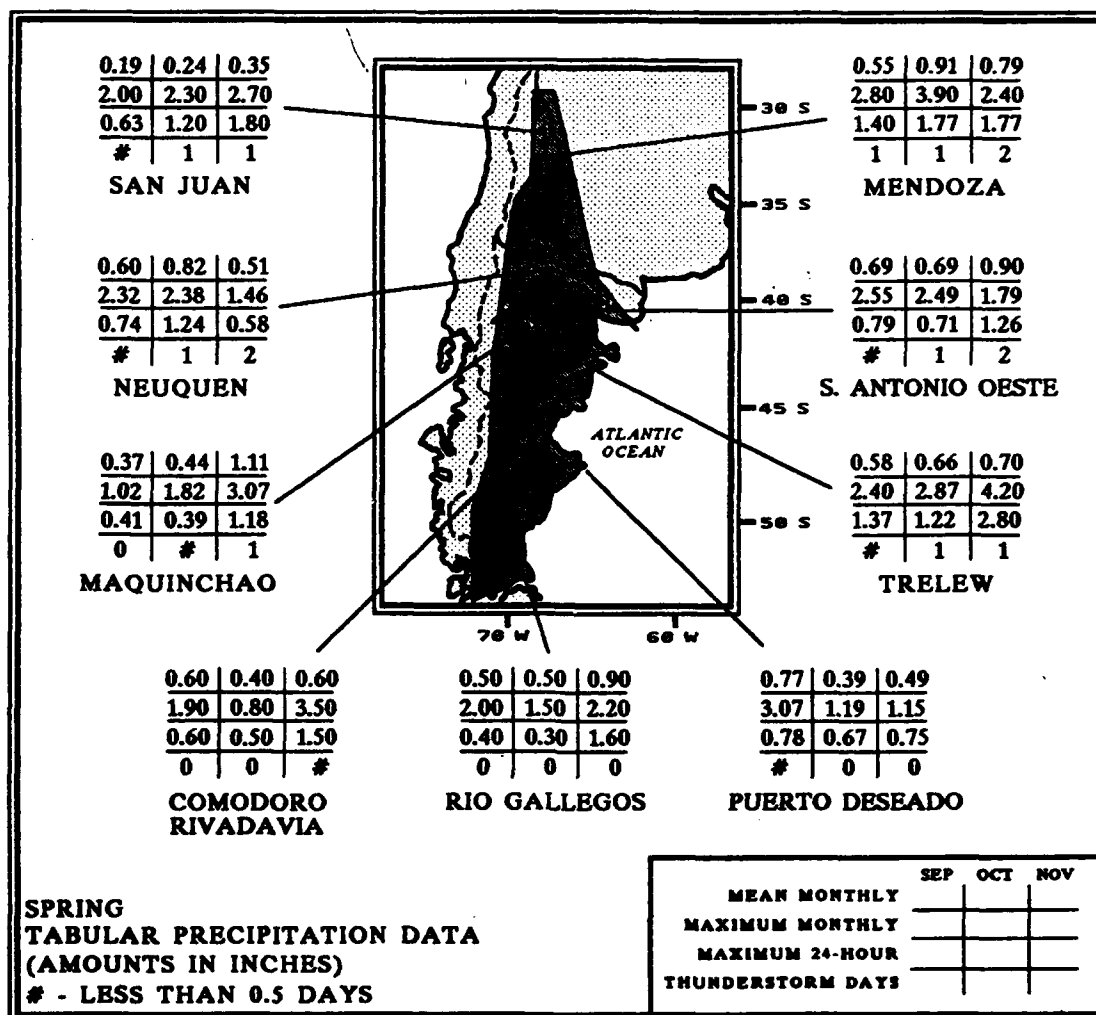 0.19 | 0.24 | 0.35
2.00 | 2.30 | 2.70
0.63 | 1.20 | 1.80
# | 1 | 1
SAN JUAN
0.55 | 0.91 | 0.79
2.80 | 3.90 | 2.40
1.40 | 1.77 | 1.77
1 | 1 | 2
MENDOZA
0.60 | 0.82 | 0.51
2.32 | 2.38 | 1.46
0.74 | 1.24 | 0.58
# | 1 | 2
NEUQUEN
0.69 | 0.69 | 0.90
2.55 | 2.49 | 1.79
0.79 | 0.71 | 1.26
# | 1 | 2
S. ANTONIO OESTE
0.37 | 0.44 | 1.11
1.02 | 1.82 | 3.07
0.41 | 0.39 | 1.18
0 | # | 1
MAQUINCHAO
0.58 | 0.66 | 0.70
2.40 | 2.87 | 4.20
1.37 | 1.22 | 2.80
# | 1 | 1
TRELEW
30 S
35 S
40 S
45 S
50 S
ATLANTIC
OCEAN
70 W
60 W
0.60 | 0.40 | 0.60
1.90 | 0.80 | 3.50
0.60 | 0.50 | 1.50
0 | 0 | #
COMODORO
RIVADAVIA
0.50 | 0.50 | 0.90
2.00 | 1.50 | 2.20
0.40 | 0.30 | 1.60
0 | 0 | 0
RIO GALLEGOS
0.77 | 0.39 | 0.49
3.07 | 1.19 | 1.15
0.78 | 0.67 | 0.75
# | 0 | 0
PUERTO DESEADO
SPRING
TABULAR PRECIPITATION DATA
(AMOUNTS IN INCHES)
# - LESS THAN 0.5 DAYS
SEP OCT NOV
MEAN MONTHLY
MAXIMUM MONTHLY
MAXIMUM 24-HOUR
THUNDERSTORM DAYS